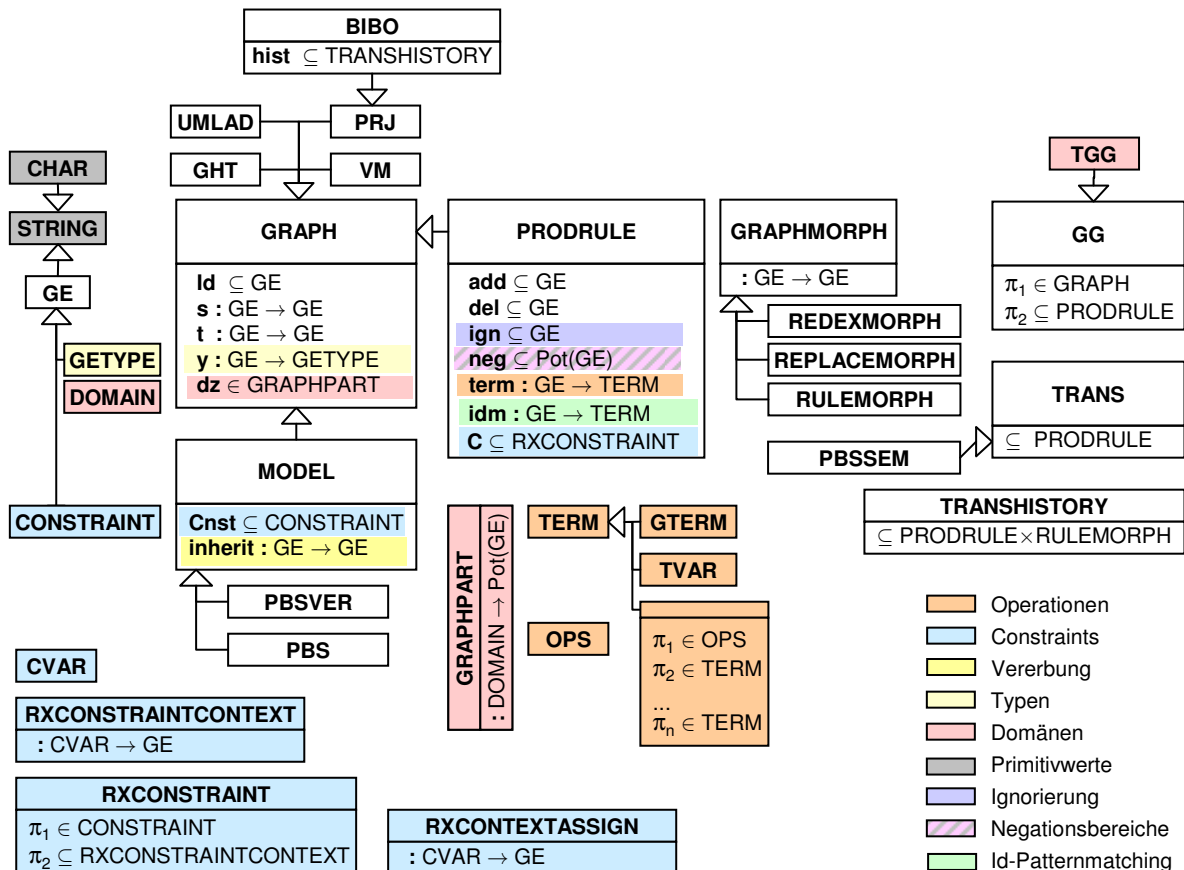 BIBO
hist ⊆ TRANSHISTORY
UMLAD
PRJ
GHT
VM
CHAR
STRING
GE
GETYPE
DOMAIN
CONSTRAINT
GRAPH
Id ⊆ GE
s : GE → GE
t : GE → GE
y : GE → GETYPE
dz ∈ GRAPHPART
PRODRULE
add ⊆ GE
del ⊆ GE
ign ⊆ GE
neg ⊆ Pot(GE)
term : GE → TERM
idm : GE → TERM
C ⊆ RXCONSTRAINT
GRAPHMORPH
: GE → GE
REDEXMORPH
REPLACEMORPH
RULEMORPH
TGG
GG
π1 ∈ GRAPH
π2 ⊆ PRODRULE
TRANS
⊆ PRODRULE
PBSSEM
TRANSHISTORY
⊆ PRODRULE×RULEMORPH
MODEL
Cnst ⊆ CONSTRAINT
inherit : GE → GE
PBSVER
PBS
GRAPHPART
: DOMAIN → Pot(GE)
TERM
GTERM
TVAR
OPS
π1 ∈ OPS
π2 ∈ TERM
...
πn ∈ TERM
CVAR
RXCONSTRAINTCONTEXT
: CVAR → GE
RXCONSTRAINT
π1 ∈ CONSTRAINT
π2 ⊆ RXCONSTRAINTCONTEXT
RXCONTEXTASSIGN
: CVAR → GE
Operationen
Constraints
Vererbung
Typen
Domänen
Primitivwerte
Ignorierung
Negationsbereiche
Id-Patternmatching